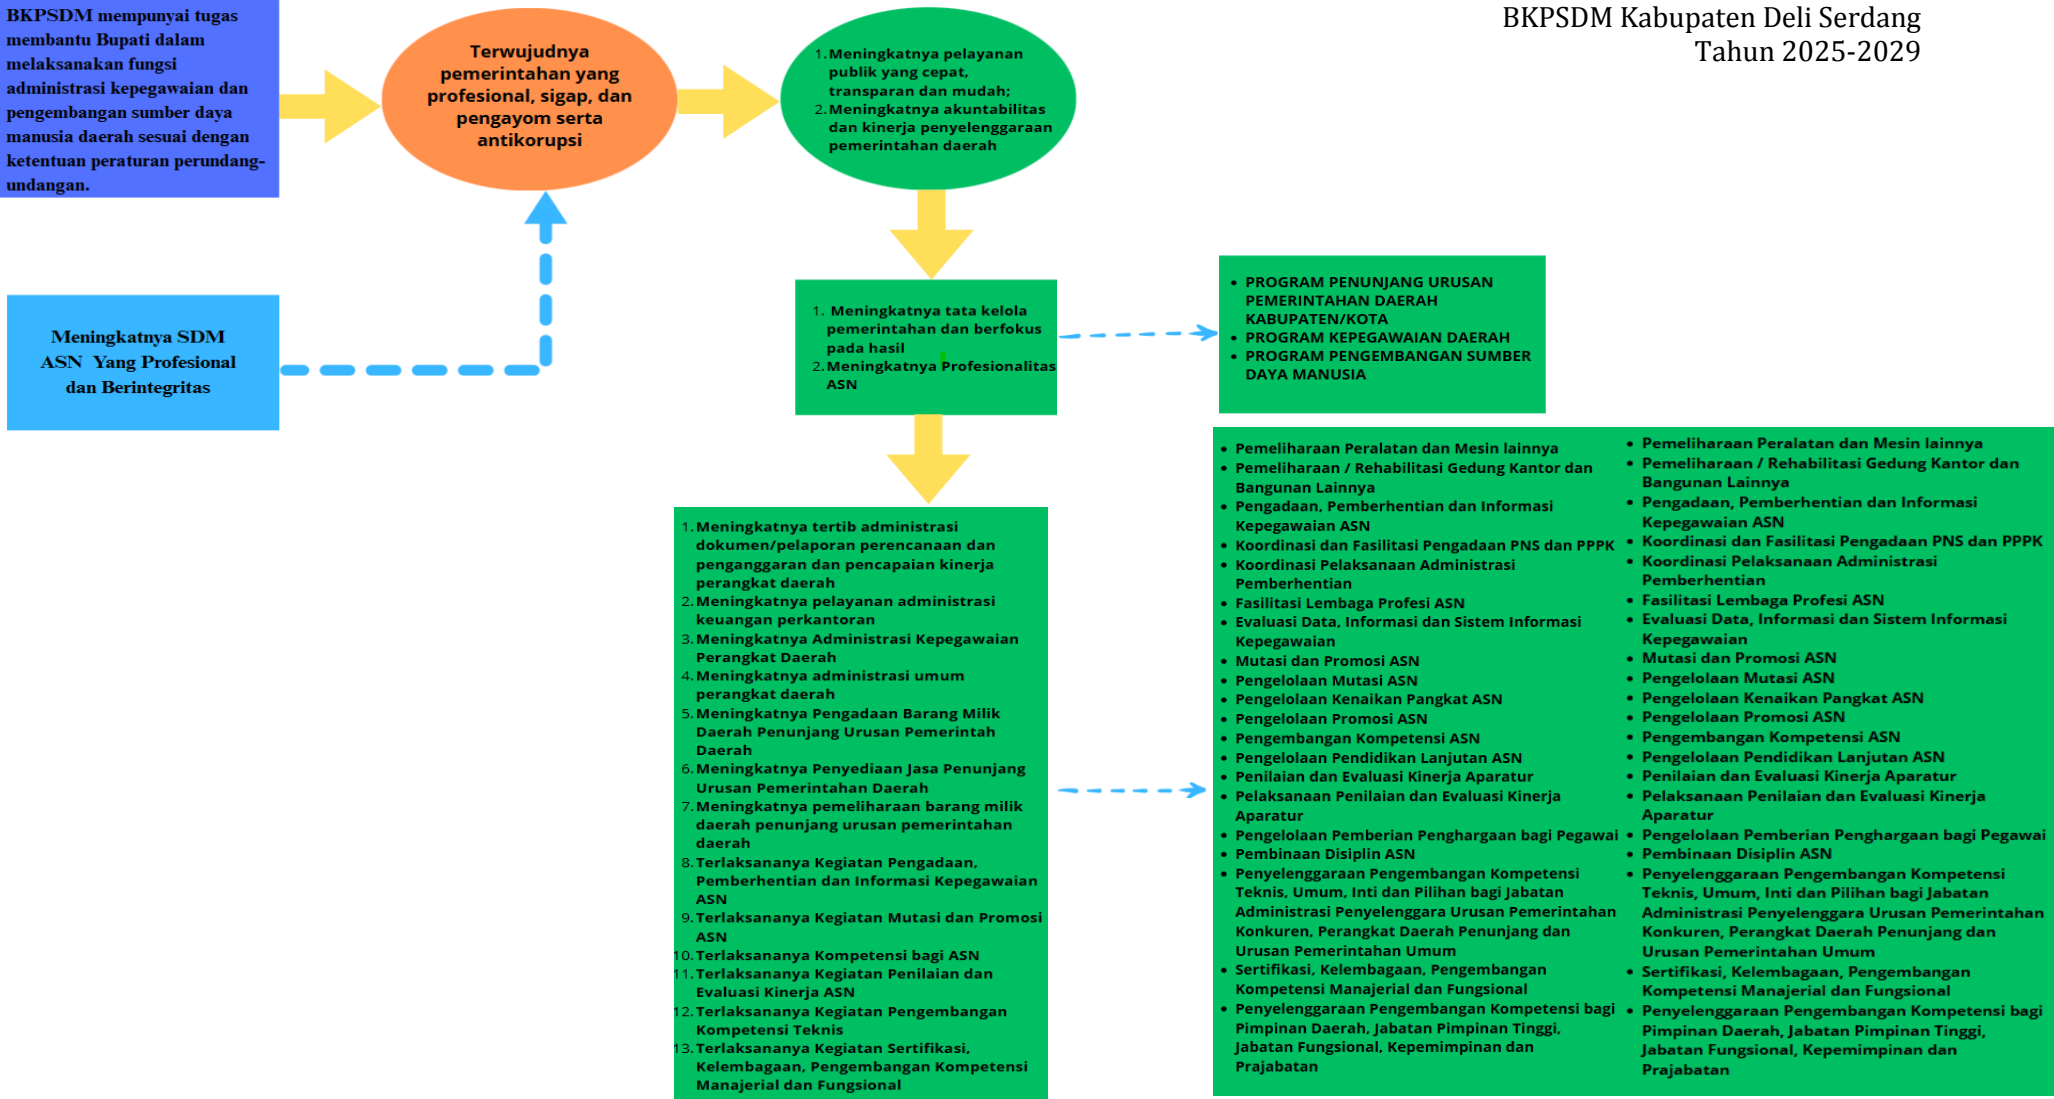 BKPSDM Kabupaten Deli Serdang
Tahun 2025-2029
BKPSDM mempunyai tugas
membantu Bupati dalam
melaksanakan fungsi
administrasi kepegawaian dan
pengembangan sumber daya
manusia daerah sesuai dengan
ketentuan peraturan perundang-
undangan.
Terwujudnya
pemerintahan yang
profesional, sigap, dan
pengayom serta
antikorupsi
1. Meningkatnya pelayanan
publik yang cepat,
transparan dan mudah;
2. Meningkatnya akuntabilitas
dan kinerja penyelenggaraan
pemerintahan daerah
Meningkatnya SDM
ASN Yang Profesional
dan Berintegritas
1. Meningkatnya tata kelola
pemerintahan dan berfokus
pada hasil
2. Meningkatnya Profesionalitas
ASN
• PROGRAM PENUNJANG URUSAN
PEMERINTAHAN DAERAH
KABUPATEN/KOTA
• PROGRAM KEPEGAWAIAN DAERAH
• PROGRAM PENGEMBANGAN SUMBER
DAYA MANUSIA
1. Meningkatnya tertib administrasi
dokumen/pelaporan perencanaan dan
penganggaran dan pencapaian kinerja
perangkat daerah
2. Meningkatnya pelayanan administrasi
keuangan perkantoran
3. Meningkatnya Administrasi Kepegawaian
Perangkat Daerah
4. Meningkatnya administrasi umum
perangkat daerah
5. Meningkatnya Pengadaan Barang Milik
Daerah Penunjang Urusan Pemerintah
Daerah
6. Meningkatnya Penyediaan Jasa Penunjang
Urusan Pemerintahan Daerah
7. Meningkatnya pemeliharaan barang milik
daerah penunjang urusan pemerintahan
daerah
8. Terlaksananya Kegiatan Pengadaan,
Pemberhentian dan Informasi Kepegawaian
ASN
9. Terlaksananya Kegiatan Mutasi dan Promosi
ASN
10. Terlaksananya Kompetensi bagi ASN
11. Terlaksananya Kegiatan Penilaian dan
Evaluasi Kinerja ASN
12. Terlaksananya Kegiatan Pengembangan
Kompetensi Teknis
13. Terlaksananya Kegiatan Sertifikasi,
Kelembagaan, Pengembangan Kompetensi
Manajerial dan Fungsional
• Pemeliharaan Peralatan dan Mesin lainnya
• Pemeliharaan / Rehabilitasi Gedung Kantor dan
Bangunan Lainnya
• Pengadaan, Pemberhentian dan Informasi
Kepegawaian ASN
• Koordinasi dan Fasilitasi Pengadaan PNS dan PPPK
• Koordinasi Pelaksanaan Administrasi
Pemberhentian
• Fasilitasi Lembaga Profesi ASN
• Evaluasi Data, Informasi dan Sistem Informasi
Kepegawaian
• Mutasi dan Promosi ASN
• Pengelolaan Mutasi ASN
• Pengelolaan Kenaikan Pangkat ASN
• Pengelolaan Promosi ASN
• Pengembangan Kompetensi ASN
• Pengelolaan Pendidikan Lanjutan ASN
• Penilaian dan Evaluasi Kinerja Aparatur
• Pelaksanaan Penilaian dan Evaluasi Kinerja
Aparatur
• Pengelolaan Pemberian Penghargaan bagi Pegawai
• Pembinaan Disiplin ASN
• Penyelenggaraan Pengembangan Kompetensi
Teknis, Umum, Inti dan Pilihan bagi Jabatan
Administrasi Penyelenggara Urusan Pemerintahan
Konkuren, Perangkat Daerah Penunjang dan
Urusan Pemerintahan Umum
• Sertifikasi, Kelembagaan, Pengembangan
Kompetensi Manajerial dan Fungsional
• Penyelenggaraan Pengembangan Kompetensi bagi
Pimpinan Daerah, Jabatan Pimpinan Tinggi,
Jabatan Fungsional, Kepemimpinan dan
Prajabatan
• Pemeliharaan Peralatan dan Mesin lainnya
• Pemeliharaan / Rehabilitasi Gedung Kantor dan
Bangunan Lainnya
• Pengadaan, Pemberhentian dan Informasi
Kepegawaian ASN
• Koordinasi dan Fasilitasi Pengadaan PNS dan PPPK
• Koordinasi Pelaksanaan Administrasi
Pemberhentian
• Fasilitasi Lembaga Profesi ASN
• Evaluasi Data, Informasi dan Sistem Informasi
Kepegawaian
• Mutasi dan Promosi ASN
• Pengelolaan Mutasi ASN
• Pengelolaan Kenaikan Pangkat ASN
• Pengelolaan Promosi ASN
• Pengembangan Kompetensi ASN
• Pengelolaan Pendidikan Lanjutan ASN
• Penilaian dan Evaluasi Kinerja Aparatur
• Pelaksanaan Penilaian dan Evaluasi Kinerja
Aparatur
• Pengelolaan Pemberian Penghargaan bagi Pegawai
• Pembinaan Disiplin ASN
• Penyelenggaraan Pengembangan Kompetensi
Teknis, Umum, Inti dan Pilihan bagi Jabatan
Administrasi Penyelenggara Urusan Pemerintahan
Konkuren, Perangkat Daerah Penunjang dan
Urusan Pemerintahan Umum
• Sertifikasi, Kelembagaan, Pengembangan
Kompetensi Manajerial dan Fungsional
• Penyelenggaraan Pengembangan Kompetensi bagi
Pimpinan Daerah, Jabatan Pimpinan Tinggi,
Jabatan Fungsional, Kepemimpinan dan
Prajabatan